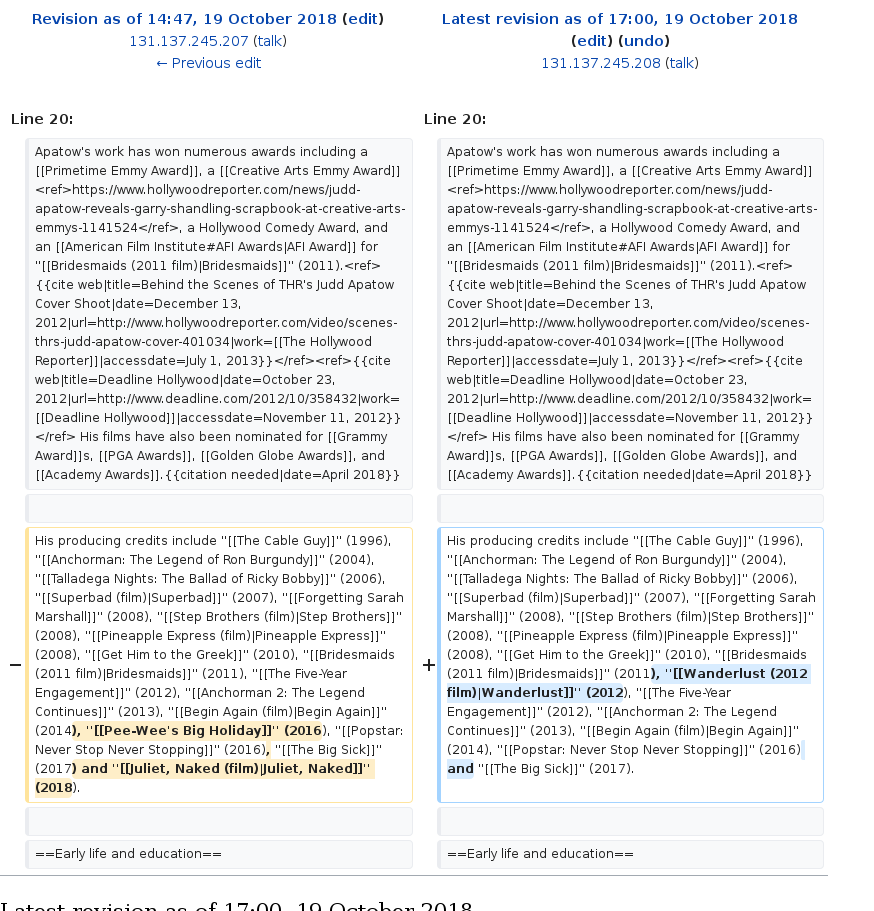 Revision as of 14:47, 19 October 2018 (edit)
131.137.245.207 (talk)
← Previous edit
Latest revision as of 17:00, 19 October 2018
(edit) (undo)
131.137.245.208 (talk)
Line 20:
Apatow's work has won numerous awards including a
[[Primetime Emmy Award]], a [[Creative Arts Emmy Award]]
<ref>https://www.hollywoodreporter.com/news/judd-
apatow-reveals-garry-shandling-scrapbook-at-creative-arts-
emmys-1141524</ref>, a Hollywood Comedy Award, and
an [[American Film Institute#AFI Awards|AFI Award]] for
''[[Bridesmaids (2011 film)|Bridesmaids]]'' (2011).<ref>
{{cite web|title=Behind the Scenes of THR's Judd Apatow
Cover Shoot|date=December 13,
2012|url=http://www.hollywoodreporter.com/video/scenes-
thrs-judd-apatow-cover-401034|work=[[The Hollywood
Reporter]]|accessdate=July 1, 2013}}</ref><ref>{{cite
web|title=Deadline Hollywood|date=October 23,
2012|url=http://www.deadline.com/2012/10/358432|work=
[[Deadline Hollywood]]|accessdate=November 11, 2012}}
</ref> His films have also been nominated for [[Grammy
Award]]s, [[PGA Awards]], [[Golden Globe Awards]], and
[[Academy Awards]].{{citation needed|date=April 2018}}
−
His producing credits include ''[[The Cable Guy]]'' (1996),
''[[Anchorman: The Legend of Ron Burgundy]]'' (2004),
''[[Talladega Nights: The Ballad of Ricky Bobby]]'' (2006),
''[[Superbad (film)|Superbad]]'' (2007), ''[[Forgetting Sarah
Marshall]]'' (2008), ''[[Step Brothers (film)|Step Brothers]]''
(2008), ''[[Pineapple Express (film)|Pineapple Express]]''
(2008), ''[[Get Him to the Greek]]'' (2010), ''[[Bridesmaids
(2011 film)|Bridesmaids]]'' (2011), ''[[The Five-Year
Engagement]]'' (2012), ''[[Anchorman 2: The Legend
Continues]]'' (2013), ''[[Begin Again (film)|Begin Again]]''
(2014), ''[[Pee-Wee's Big Holiday]]'' (2016), ''[[Popstar:
Never Stop Never Stopping]]'' (2016), ''[[The Big Sick]]''
(2017) and ''[[Juliet, Naked (film)|Juliet, Naked]]''
(2018).
==Early life and education==
Line 20:
Apatow's work has won numerous awards including a
[[Primetime Emmy Award]], a [[Creative Arts Emmy Award]]
<ref>https://www.hollywoodreporter.com/news/judd-
apatow-reveals-garry-shandling-scrapbook-at-creative-arts-
emmys-1141524</ref>, a Hollywood Comedy Award, and
an [[American Film Institute#AFI Awards|AFI Award]] for
''[[Bridesmaids (2011 film)|Bridesmaids]]'' (2011).<ref>
{{cite web|title=Behind the Scenes of THR's Judd Apatow
Cover Shoot|date=December 13,
2012|url=http://www.hollywoodreporter.com/video/scenes-
thrs-judd-apatow-cover-401034|work=[[The Hollywood
Reporter]]|accessdate=July 1, 2013}}</ref><ref>{{cite
web|title=Deadline Hollywood|date=October 23,
2012|url=http://www.deadline.com/2012/10/358432|work=
[[Deadline Hollywood]]|accessdate=November 11, 2012}}
</ref> His films have also been nominated for [[Grammy
Award]]s, [[PGA Awards]], [[Golden Globe Awards]], and
[[Academy Awards]].{{citation needed|date=April 2018}}
+
His producing credits include ''[[The Cable Guy]]'' (1996),
''[[Anchorman: The Legend of Ron Burgundy]]'' (2004),
''[[Talladega Nights: The Ballad of Ricky Bobby]]'' (2006),
''[[Superbad (film)|Superbad]]'' (2007), ''[[Forgetting Sarah
Marshall]]'' (2008), ''[[Step Brothers (film)|Step Brothers]]''
(2008), ''[[Pineapple Express (film)|Pineapple Express]]''
(2008), ''[[Get Him to the Greek]]'' (2010), ''[[Bridesmaids
(2011 film)|Bridesmaids]]'' (2011), ''[[Wanderlust (2012
film)|Wanderlust]]'' (2012), ''[[The Five-Year
Engagement]]'' (2012), ''[[Anchorman 2: The Legend
Continues]]'' (2013), ''[[Begin Again (film)|Begin Again]]''
(2014), ''[[Popstar: Never Stop Never Stopping]]'' (2016)
and ''[[The Big Sick]]'' (2017).
==Early life and education==
Latest revision as of 17:00, 19 October 2018